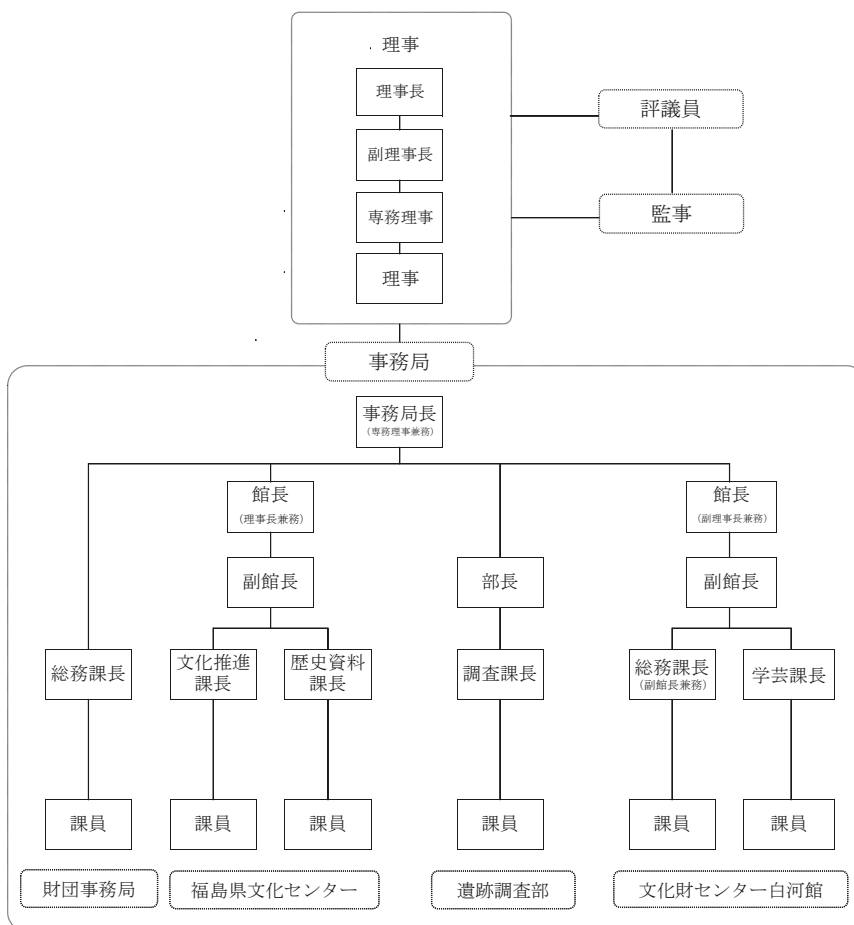 理事
理事長
副理事長
専務理事
理事
評議員
監事
事務局
事務局長
(専務理事兼務)
館長
(理事長兼務)
館長
(副理事長兼務)
副館長
部長
副館長
総務課長
文化推進
課長
歴史資料
課長
調査課長
総務課長
(副館長兼務)
学芸課長
課員
課員
課員
課員
課員
課員
財団事務局
福島県文化センター
遺跡調査部
文化財センター白河館